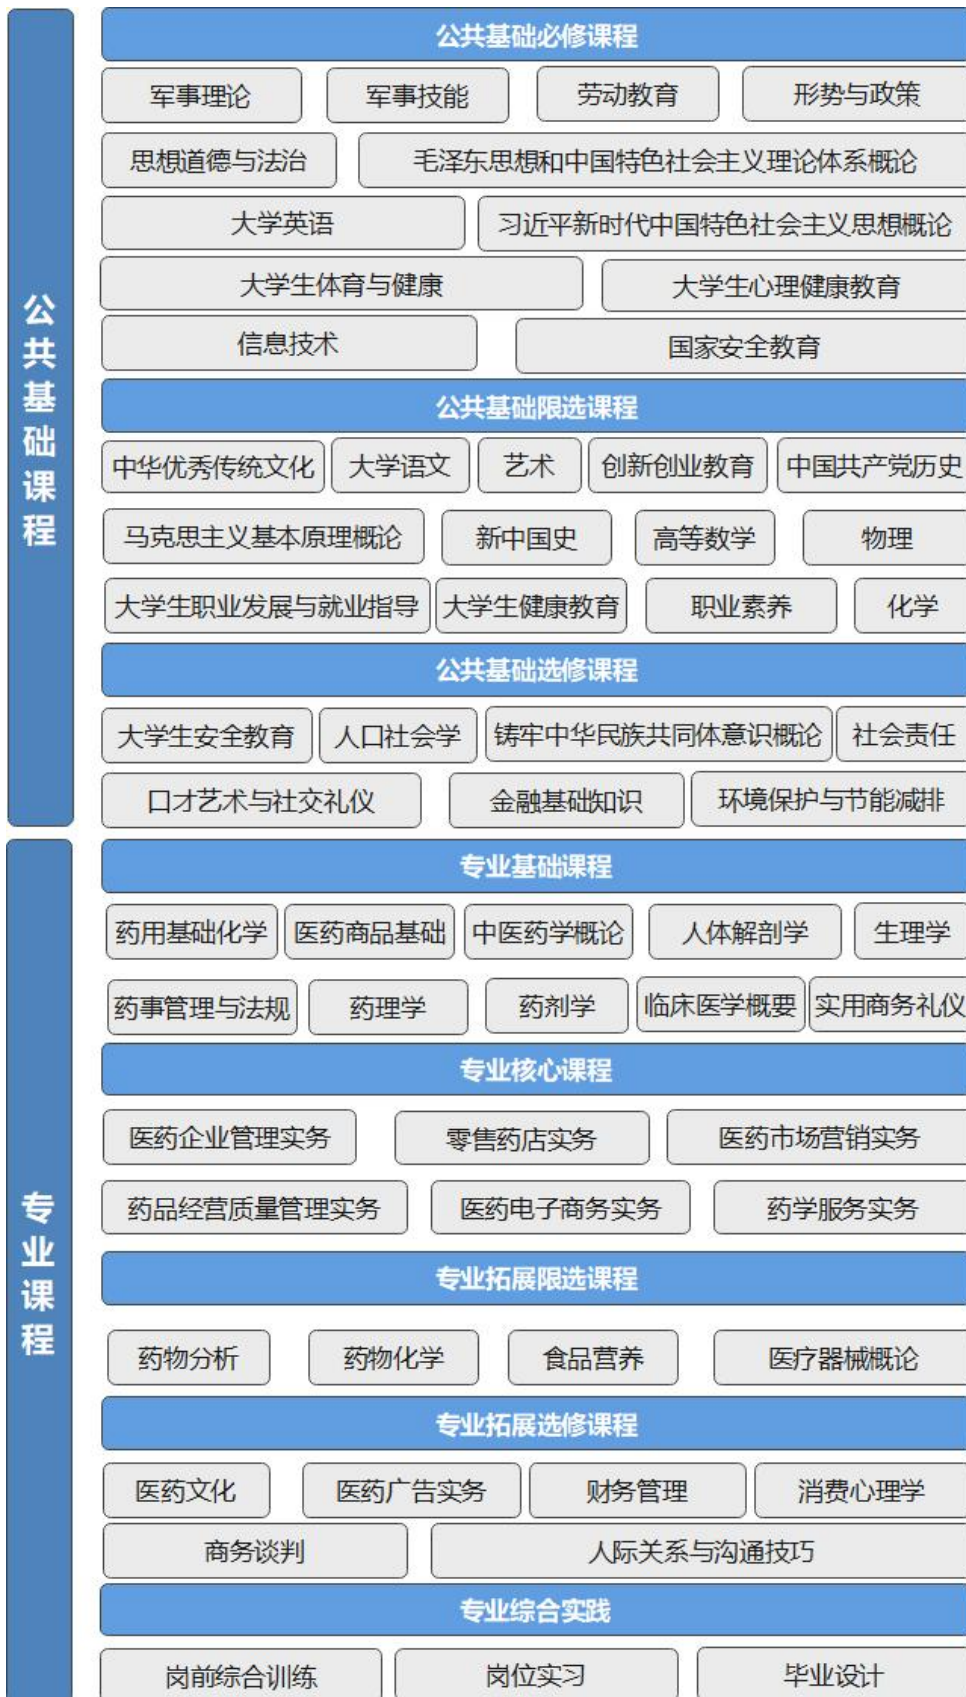 公共基础课程
公共基础必修课程
军事理论 军事技能 劳动教育 形势与政策
思想道德与法治 毛泽东思想和中国特色社会主义理论体系概论
大学英语 习近平新时代中国特色社会主义思想概论
大学生体育与健康 大学生心理健康教育
信息技术 国家安全教育
公共基础限选课程
中华优秀传统文化 大学语文 艺术 创新创业教育 中国共产党历史
马克思主义基本原理概论 新中国史 高等数学 物理
大学生职业发展与就业指导 大学生健康教育 职业素养 化学
公共基础选修课程
大学生安全教育 人口社会学 铸牢中华民族共同体意识概论 社会责任
口才艺术与社交礼仪 金融基础知识 环境保护与节能减排
专业课程
专业基础课程
药用基础化学 医药商品基础 中医药学概论 人体解剖学 生理学
药事管理与法规 药理学 药剂学 临床医学概要 实用商务礼仪
专业核心课程
医药企业管理实务 零售药店实务 医药市场营销实务
药品经营质量管理实务 医药电子商务实务 药学服务实务
专业拓展限选课程
药物分析 药物化学 食品营养 医疗器械概论
专业拓展选修课程
医药文化 医药广告实务 财务管理 消费心理学
商务谈判 人际关系与沟通技巧
专业综合实践
岗前综合训练 岗位实习 毕业设计